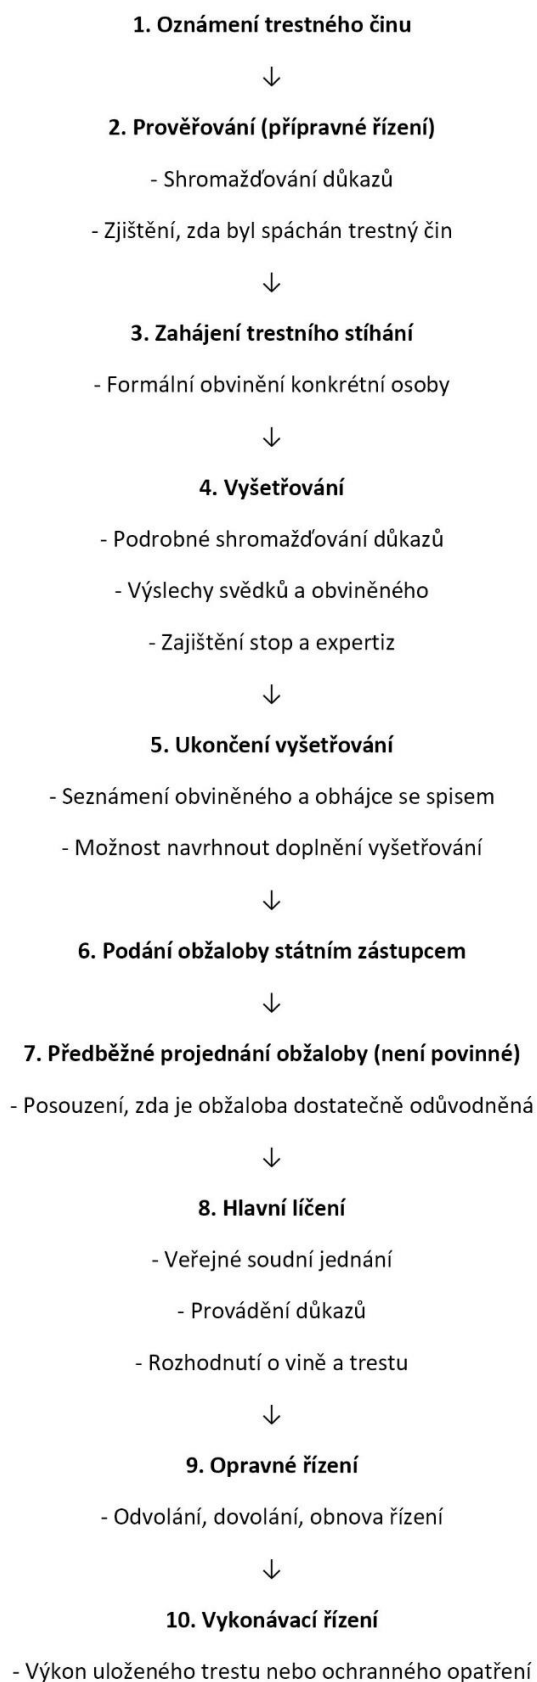 1. Oznámení trestného činu
↓
2. Prověřování (přípravné řízení)
- Shromažďování důkazů
- Zjištění, zda byl spáchán trestný čin
↓
3. Zahájení trestního stíhání
- Formální obvinění konkrétní osoby
↓
4. Vyšetřování
- Podrobné shromažďování důkazů
- Výslechy svědků a obviněného
- Zajištění stop a expertiz
↓
5. Ukončení vyšetřování
- Seznámení obviněného a obhájce se spisem
- Možnost navrhnout doplnění vyšetřování
↓
6. Podání obžaloby státním zástupcem
↓
7. Předběžné projednání obžaloby (není povinné)
- Posouzení, zda je obžaloba dostatečně odůvodněná
↓
8. Hlavní líčení
- Veřejné soudní jednání
- Provádění důkazů
- Rozhodnutí o vině a trestu
↓
9. Opravné řízení
- Odvolání, dovolání, obnova řízení
↓
10. Vykonávací řízení
- Výkon uloženého trestu nebo ochranného opatření